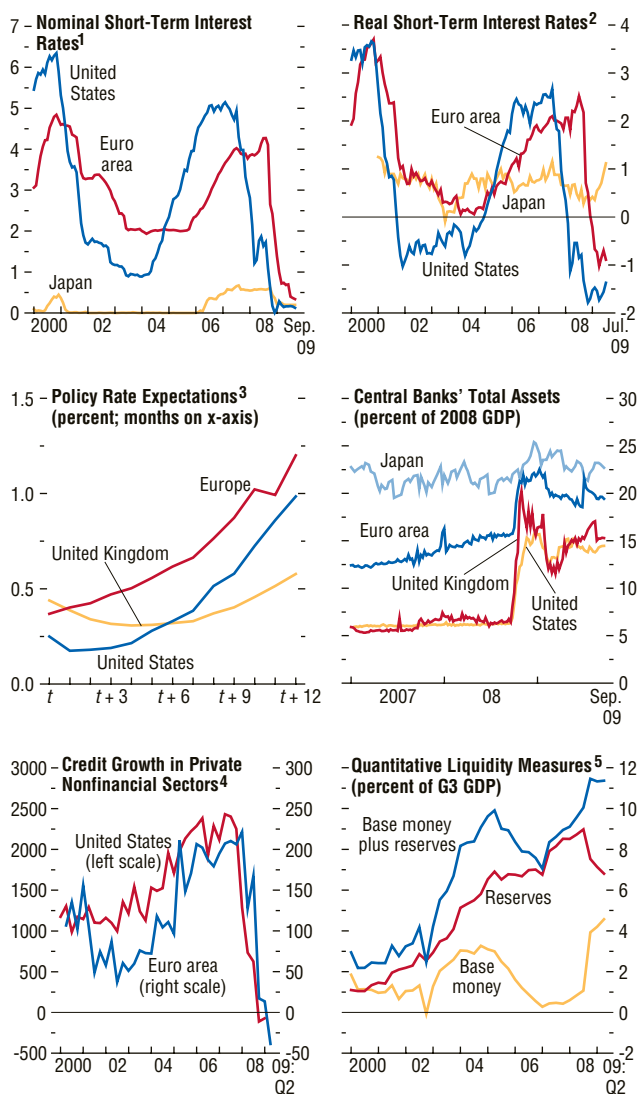 Nominal Short-Term Interest
Rates1
7
6
5
4
3
2
1
0
United
States
Euro
area
Japan
2000 02 04 06 08 Sep.
09
Real Short-Term Interest Rates2
4
3
2
1
0
-1
-2
Euro area
Japan
United States
2000 02 04 06 08 Jul.
09
Policy Rate Expectations3
(percent; months on x-axis)
1.5
1.0
0.5
0.0
Europe
United Kingdom
United States
t t + 3 t + 6 t + 9 t + 12
Central Banks’ Total Assets
(percent of 2008 GDP)
30
25
20
15
10
5
0
Japan
Euro area
United Kingdom
United
States
2007 08 Sep.
09
Credit Growth in Private
Nonfinancial Sectors4
3000
2500
2000
1500
1000
500
0
-500
300
250
200
150
100
50
0
-50
United States
(left scale)
Euro area
(right scale)
2000 02 04 06 08 09:
Q2
Quantitative Liquidity Measures5
(percent of G3 GDP)
12
10
8
6
4
2
0
-2
Base money
plus reserves
Reserves
Base
money
2000 02 04 06 08 09:
Q2